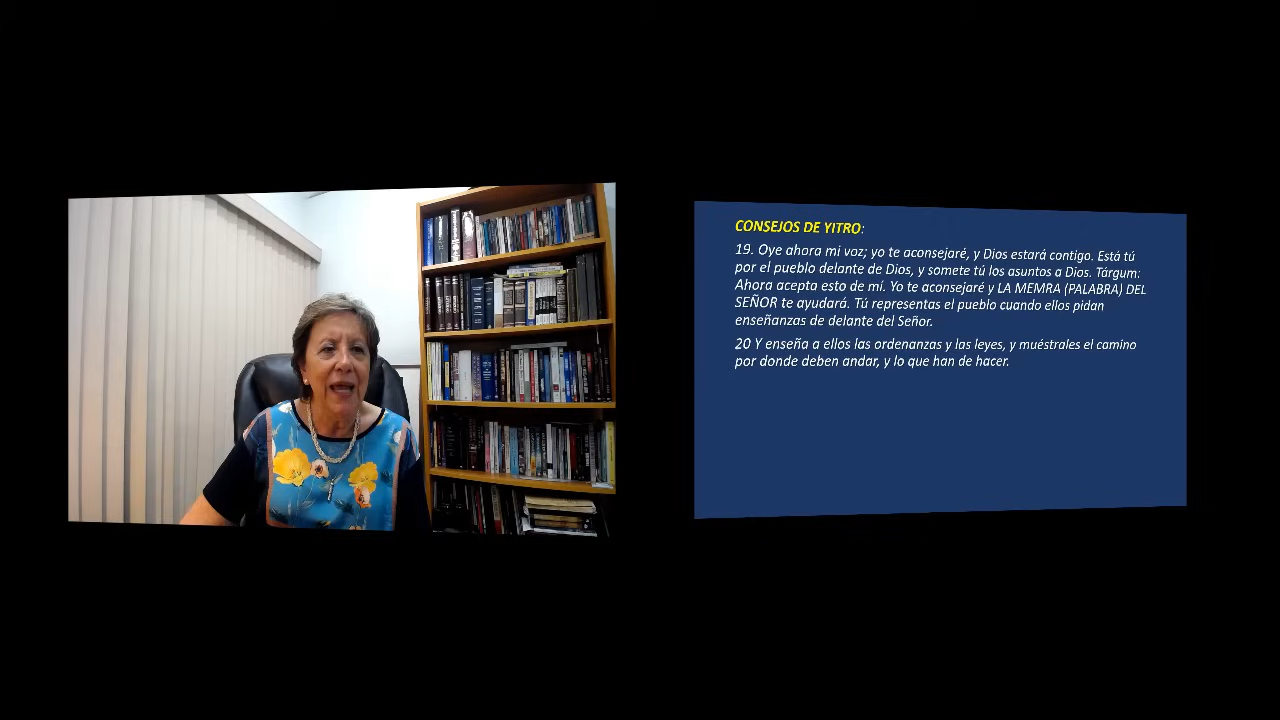 CONSEJOS DE YITRO:
19. Oye ahora mi voz; yo te aconsejaré, y Dios estará contigo. Está tú
por el pueblo delante de Dios, y somete tú los asuntos a Dios. Tárgum:
Ahora acepta esto de mí. Yo te aconsejaré y LA MEMRA (PALABRA) DEL
SEÑOR te ayudará. Tú representas el pueblo cuando ellos pidan
enseñanzas de delante del Señor.
20 Y enseña a ellos las ordenanzas y las leyes, y muéstrales el camino
por donde deben andar, y lo que han de hacer.